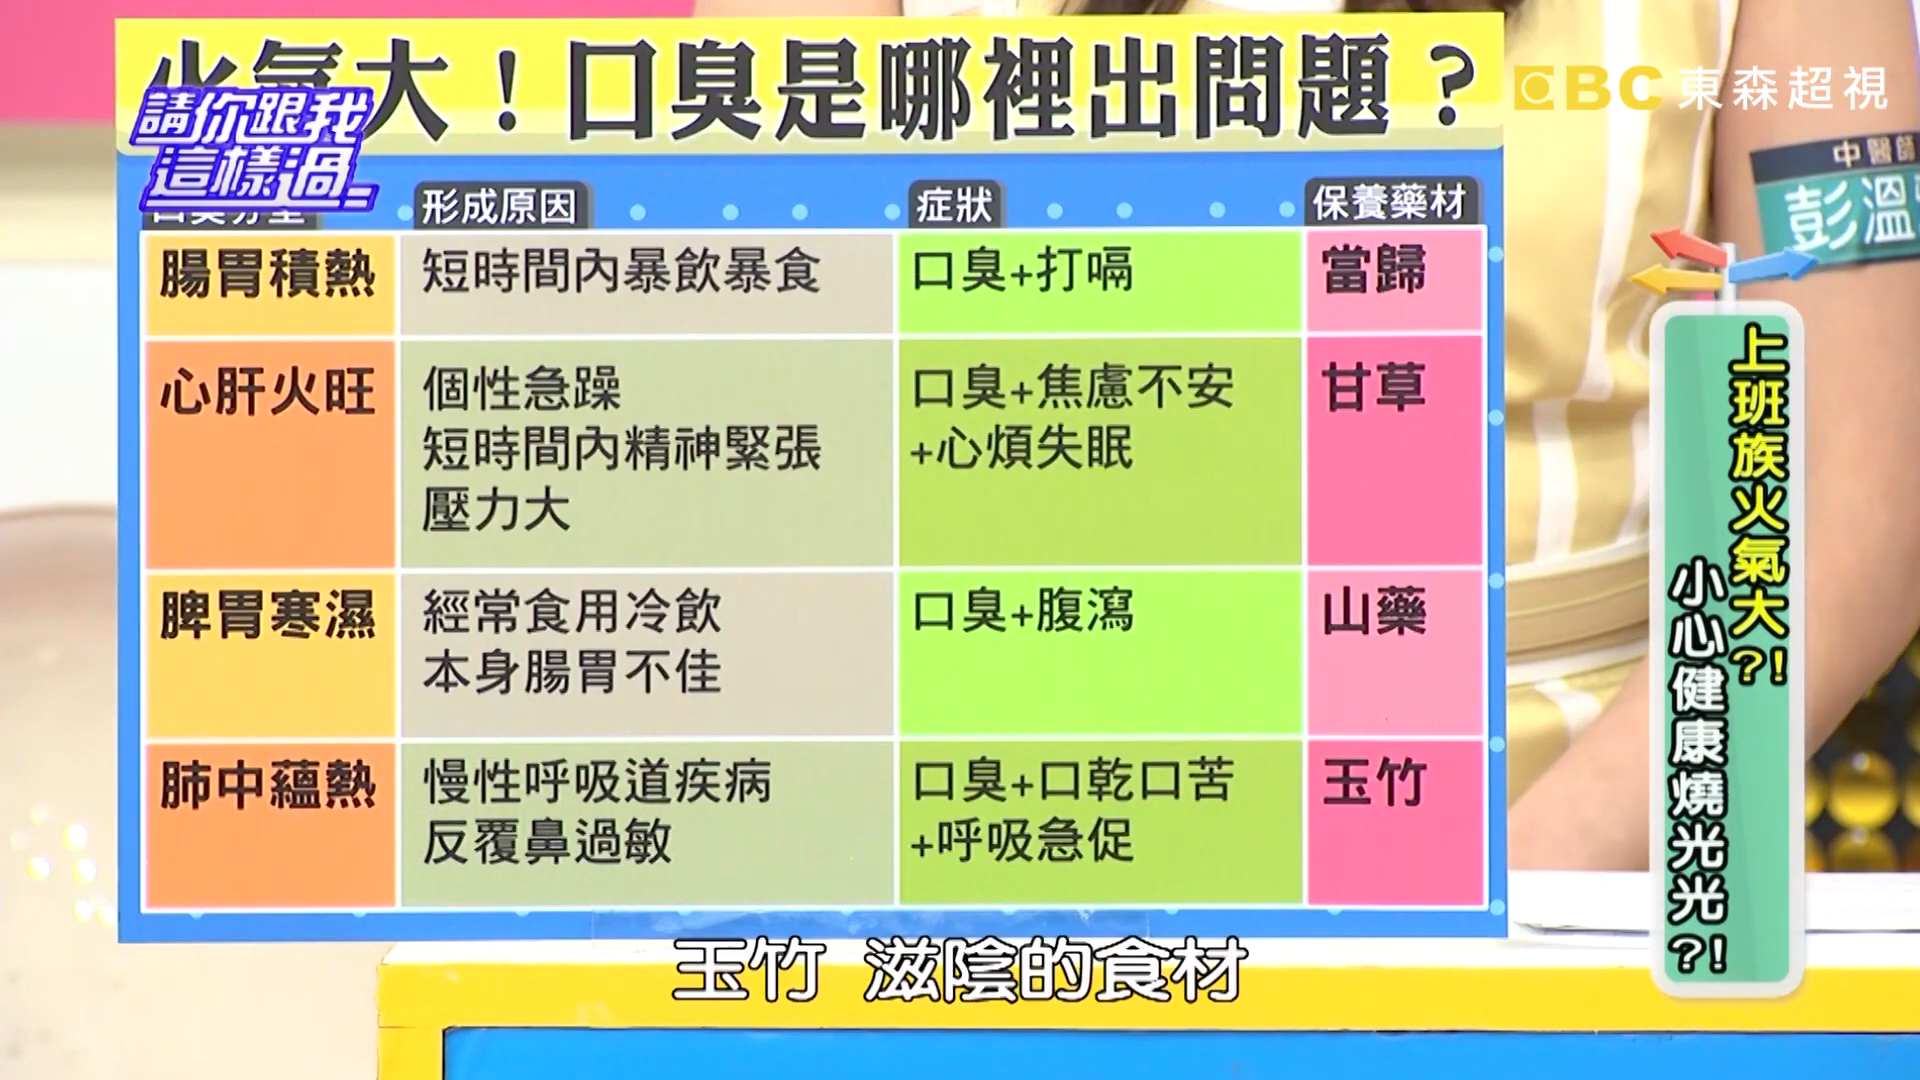 火氣大！口臭是哪裡出問題？
請你跟我
這樣過
EBC 東森超視
中醫師
彭溫
形成原因
症狀
保養藥材
腸胃積熱
短時間內暴飲暴食
口臭+打嗝
當歸
心肝火旺
個性急躁
短時間內精神緊張
壓力大
口臭+焦慮不安
+心煩失眠
甘草
脾胃寒濕
經常食用冷飲
本身腸胃不佳
口臭+腹瀉
山藥
肺中蘊熱
慢性呼吸道疾病
反覆鼻過敏
口臭+口乾口苦
+呼吸急促
玉竹
上班族火氣大?!
小心健康燒光光?!
玉竹 滋陰的食材